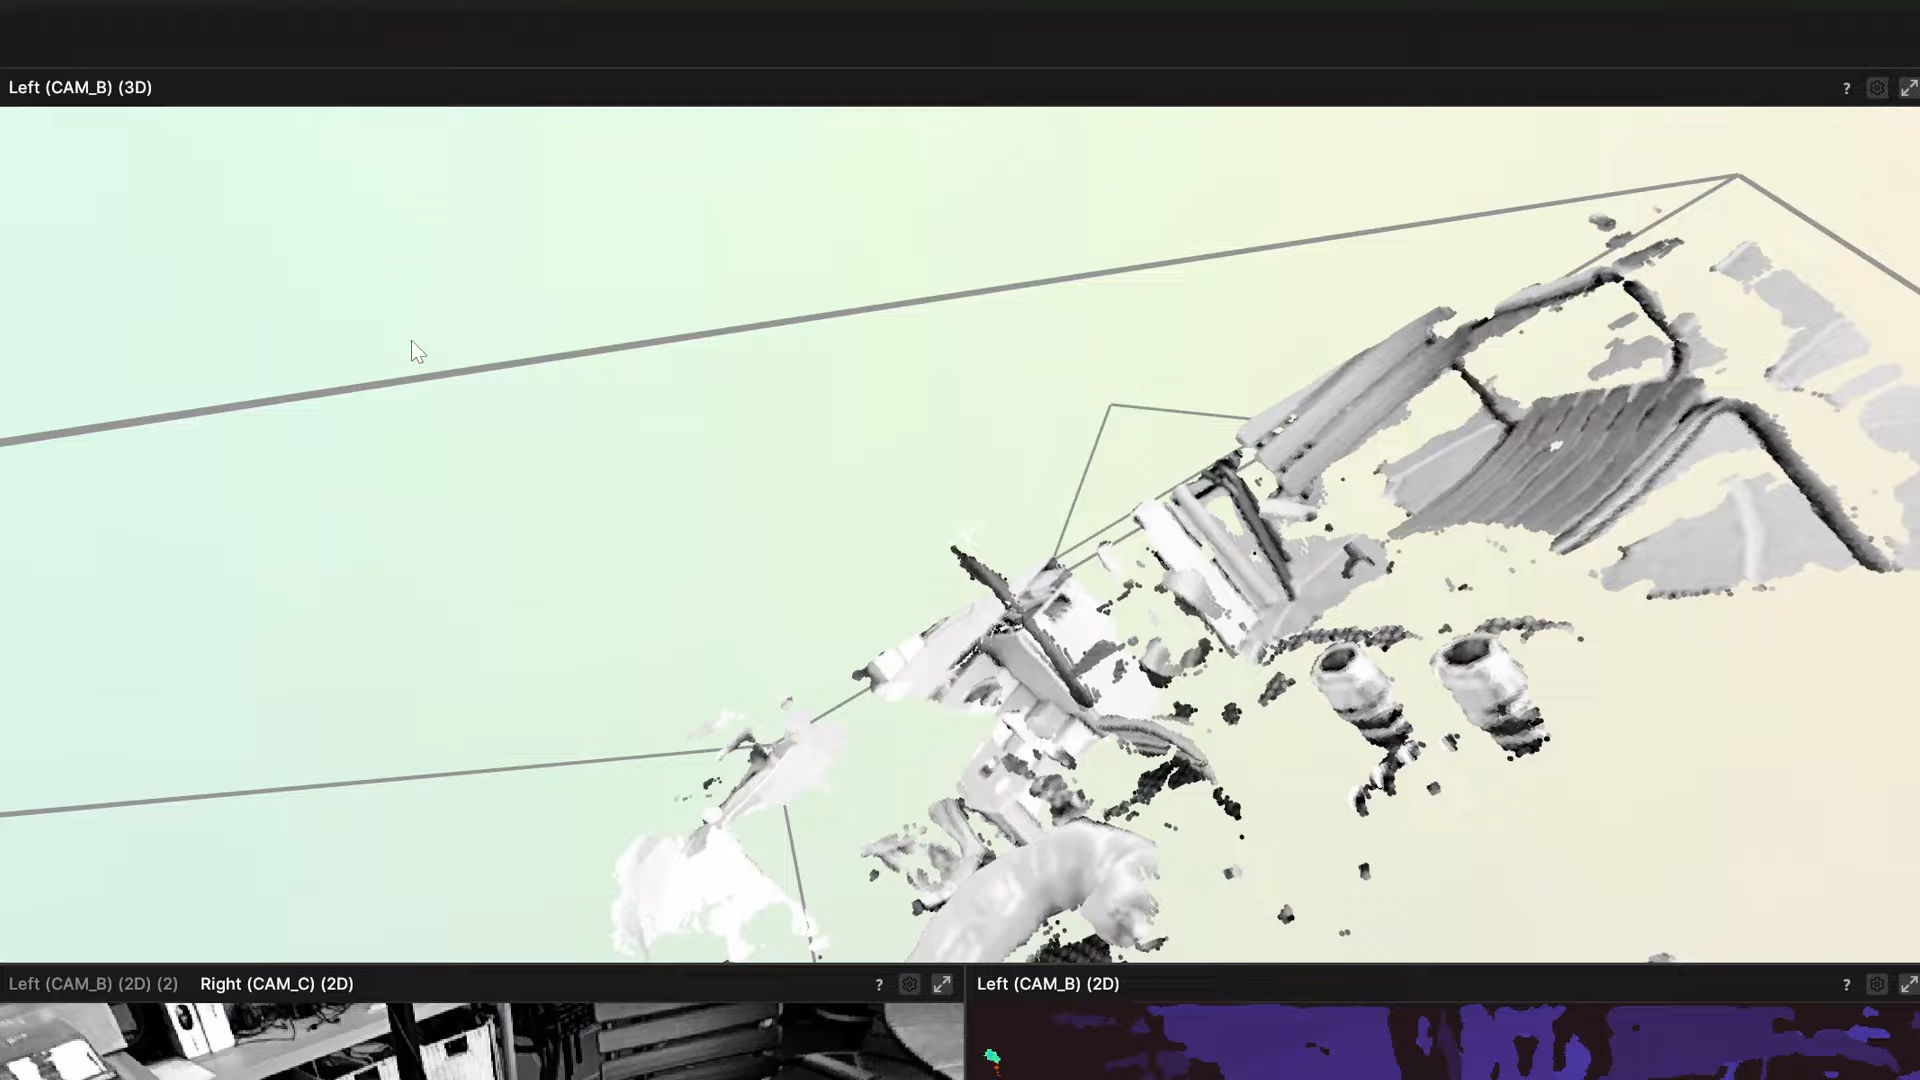 Left (CAM_B) (3D)
?
Left (CAM_B) (2D) (2)
Right (CAM_C) (2D)
?
Left (CAM_B) (2D)
?